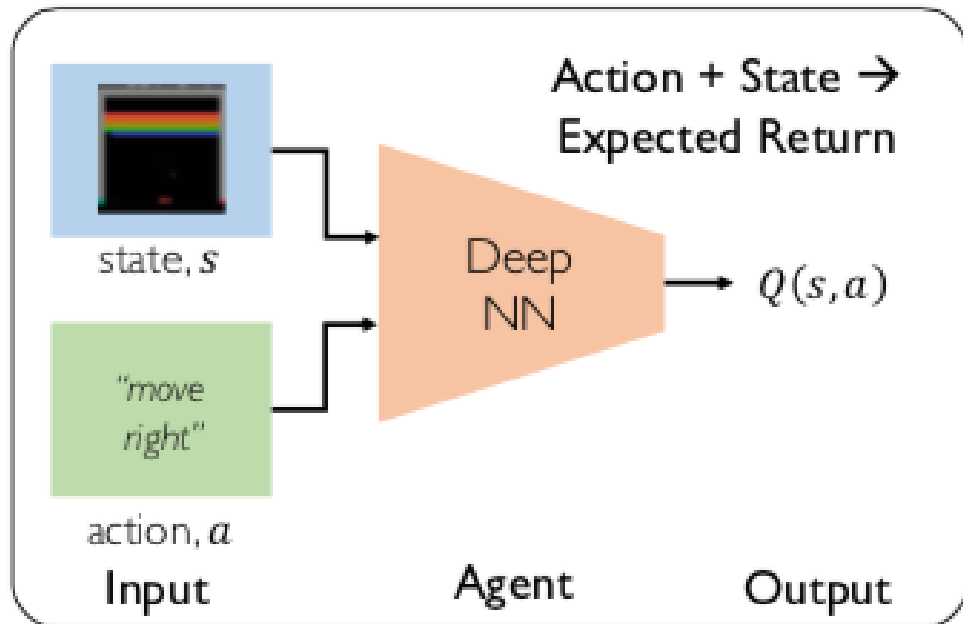 Action + State →
Expected Return
state, s
Deep
NN
Q(s,a)
"move
right"
action, a
Input
Agent
Output